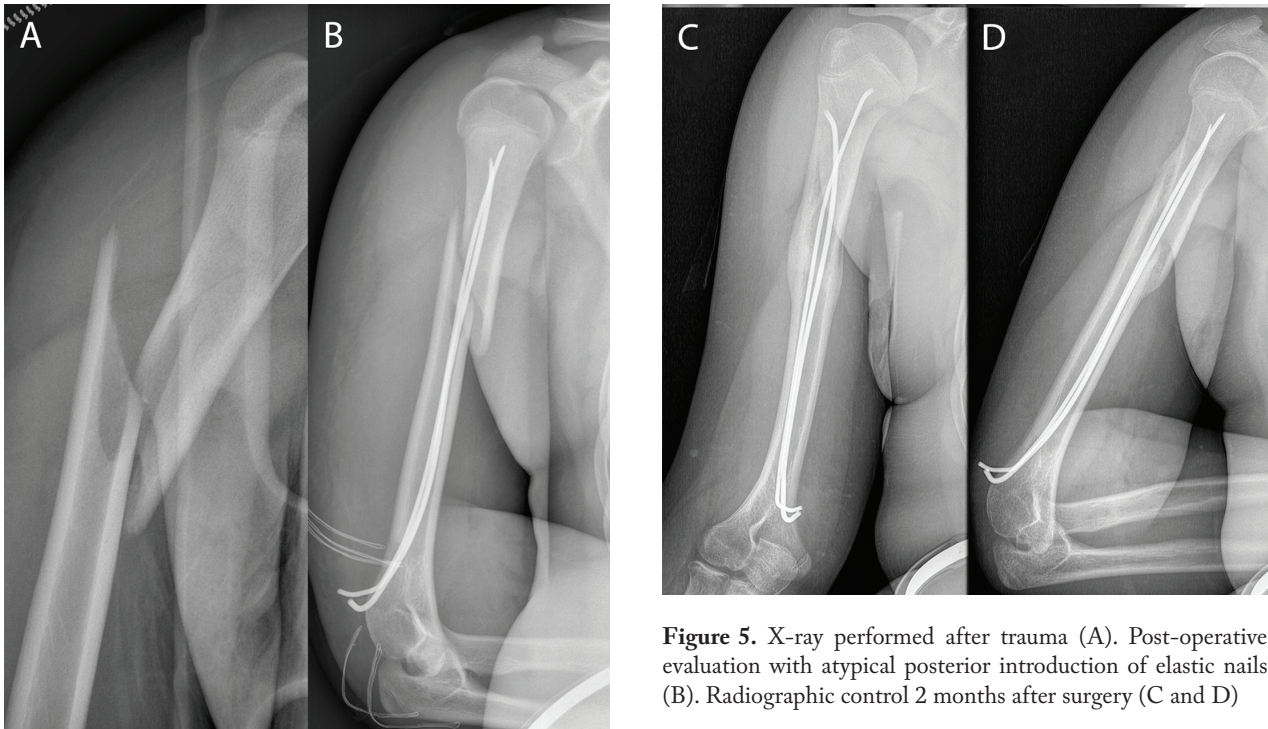 A
B
C
D
Figure 5. X-ray performed after trauma (A). Post-operative
evaluation with atypical posterior introduction of elastic nails
(B). Radiographic control 2 months after surgery (C and D)